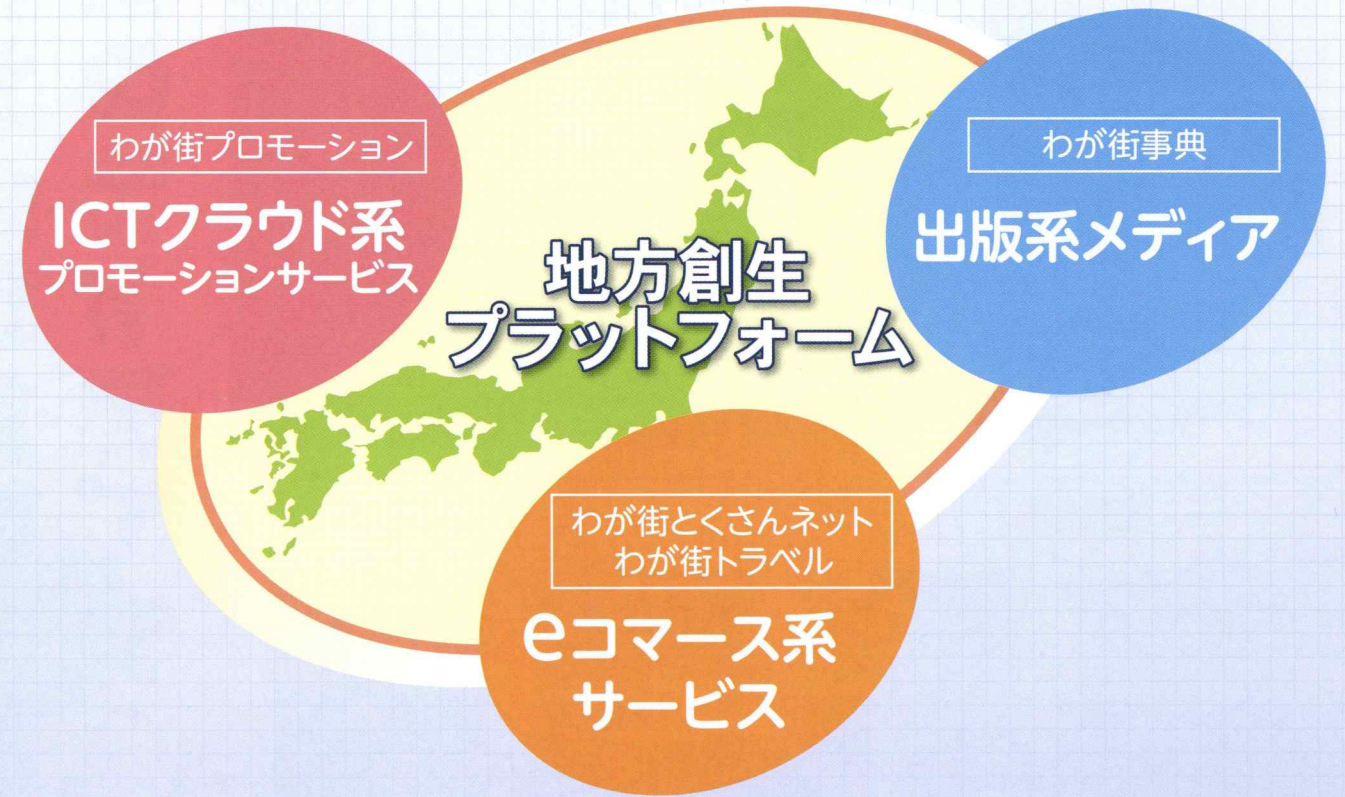 わが街プロモーション
ICTクラウド系
プロモーションサービス
わが街事典
出版系メディア
地方創生
プラットフォーム
わが街とくさんネット
わが街トラベル
eコマース系
サービス